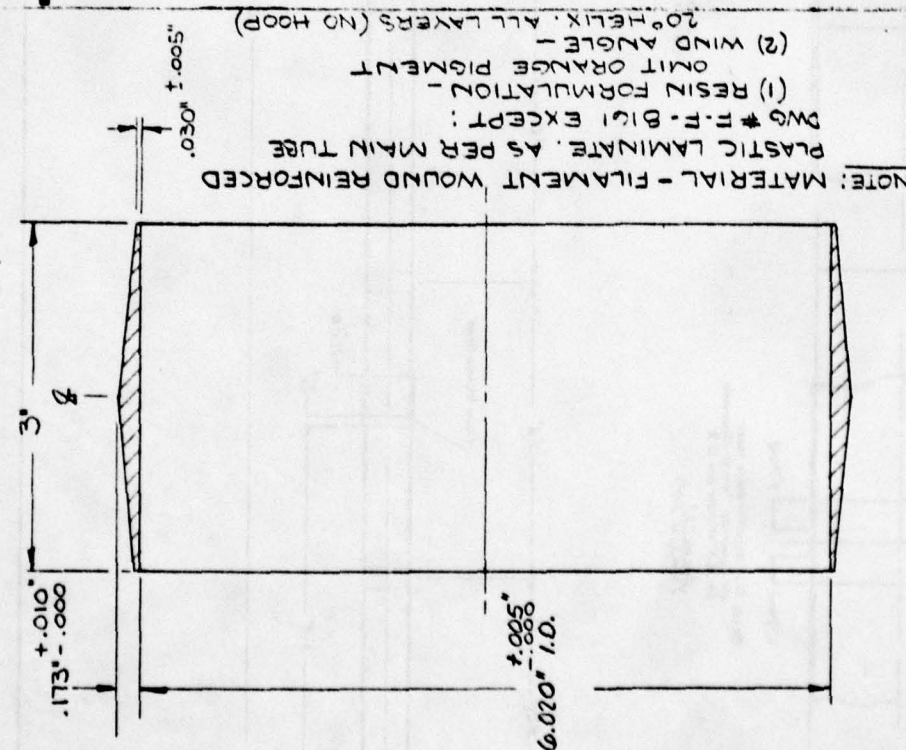 .030" ±.005"
3"
℄
.173" +.010" -.000
6.020" +.005" -.000 I.D.
NOTE: MATERIAL - FILAMENT WOUND REINFORCED
PLASTIC LAMINATE. AS PER MAIN TUBE
DWG # F-F-8161 EXCEPT:
(1) RESIN FORMULATION -
OMIT ORANGE PIGMENT
(2) WIND ANGLE -
20° HELIX. ALL LAYERS (NO HOOP)